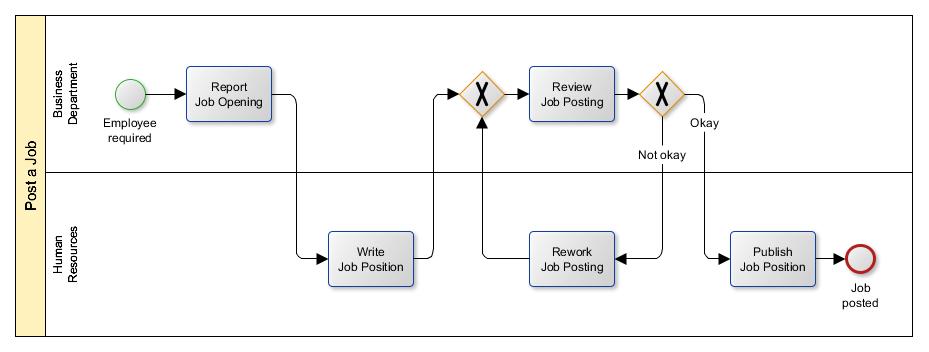 Post a Job
Business
Department
Employee
required
Report
Job Opening
Review
Job Posting
Okay
Not okay
Human
Resources
Write
Job Position
Rework
Job Posting
Publish
Job Position
Job
posted